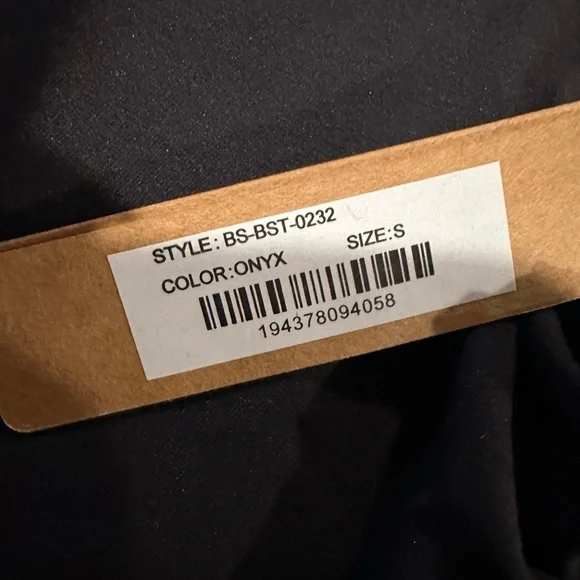 STYLE: BS-BST-0232
COLOR:ONYX SIZE:S
194378094058